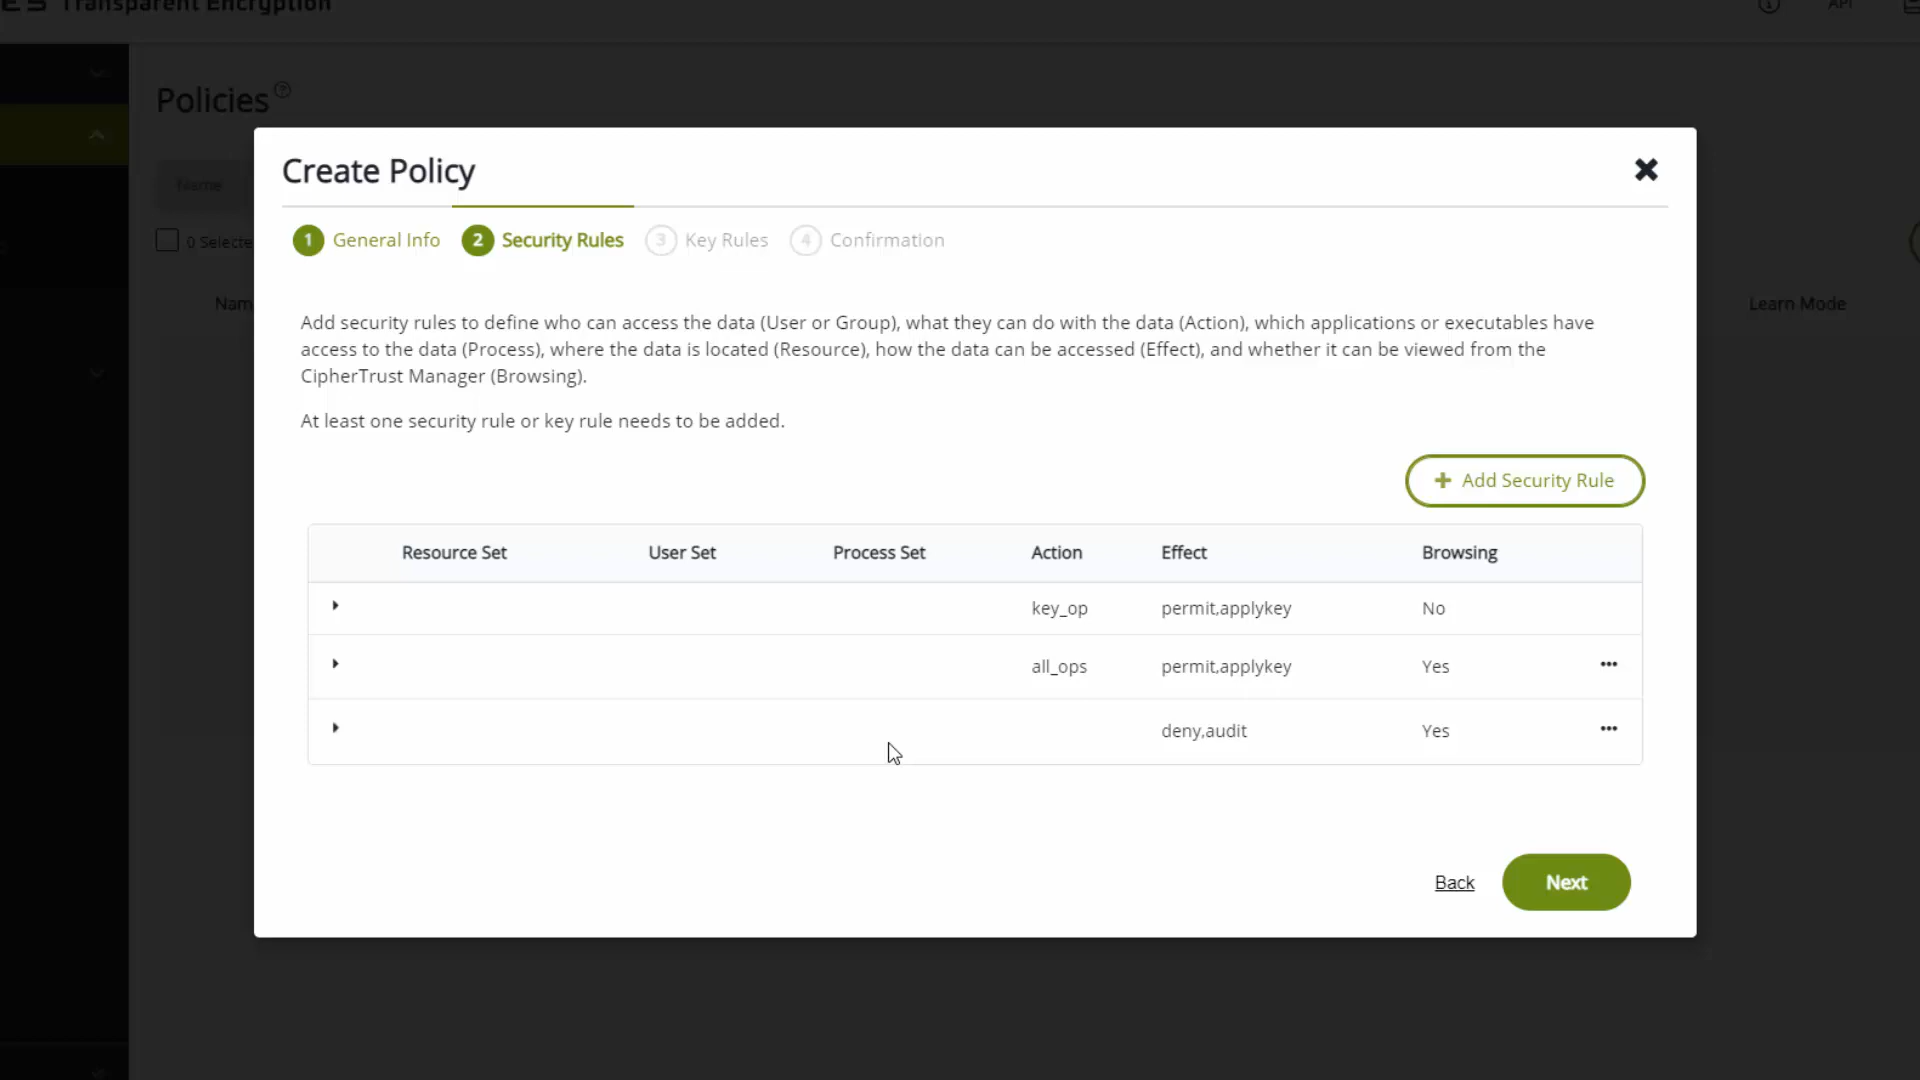 Transparent Encryption
API
Policies
Name
Create Policy
1 General Info 2 Security Rules 3 Key Rules 4 Confirmation
Learn Mode
Add security rules to define who can access the data (User or Group), what they can do with the data (Action), which applications or executables have
access to the data (Process), where the data is located (Resource), how the data can be accessed (Effect), and whether it can be viewed from the
CipherTrust Manager (Browsing).
At least one security rule or key rule needs to be added.
+ Add Security Rule
Resource Set User Set Process Set Action Effect Browsing
key_op permit,applykey No
all_ops permit,applykey Yes
deny,audit Yes
Back Next